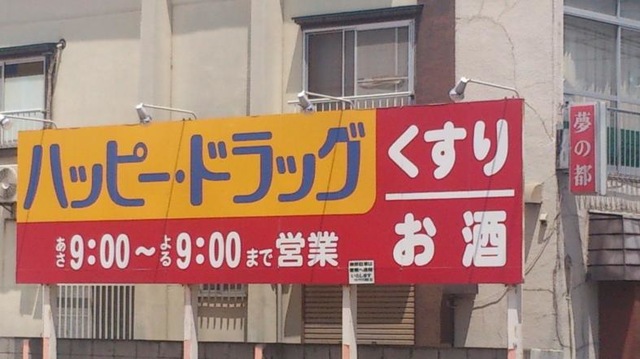 ハッピー・ドラッグ
くすり
お酒
あさ9:00～よる9:00まで営業
夢の都